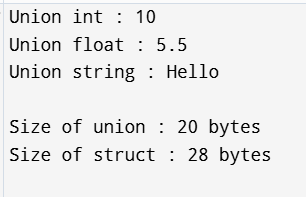 Union int : 10
Union float : 5.5
Union string : Hello
Size of union : 20 bytes
Size of struct : 28 bytes